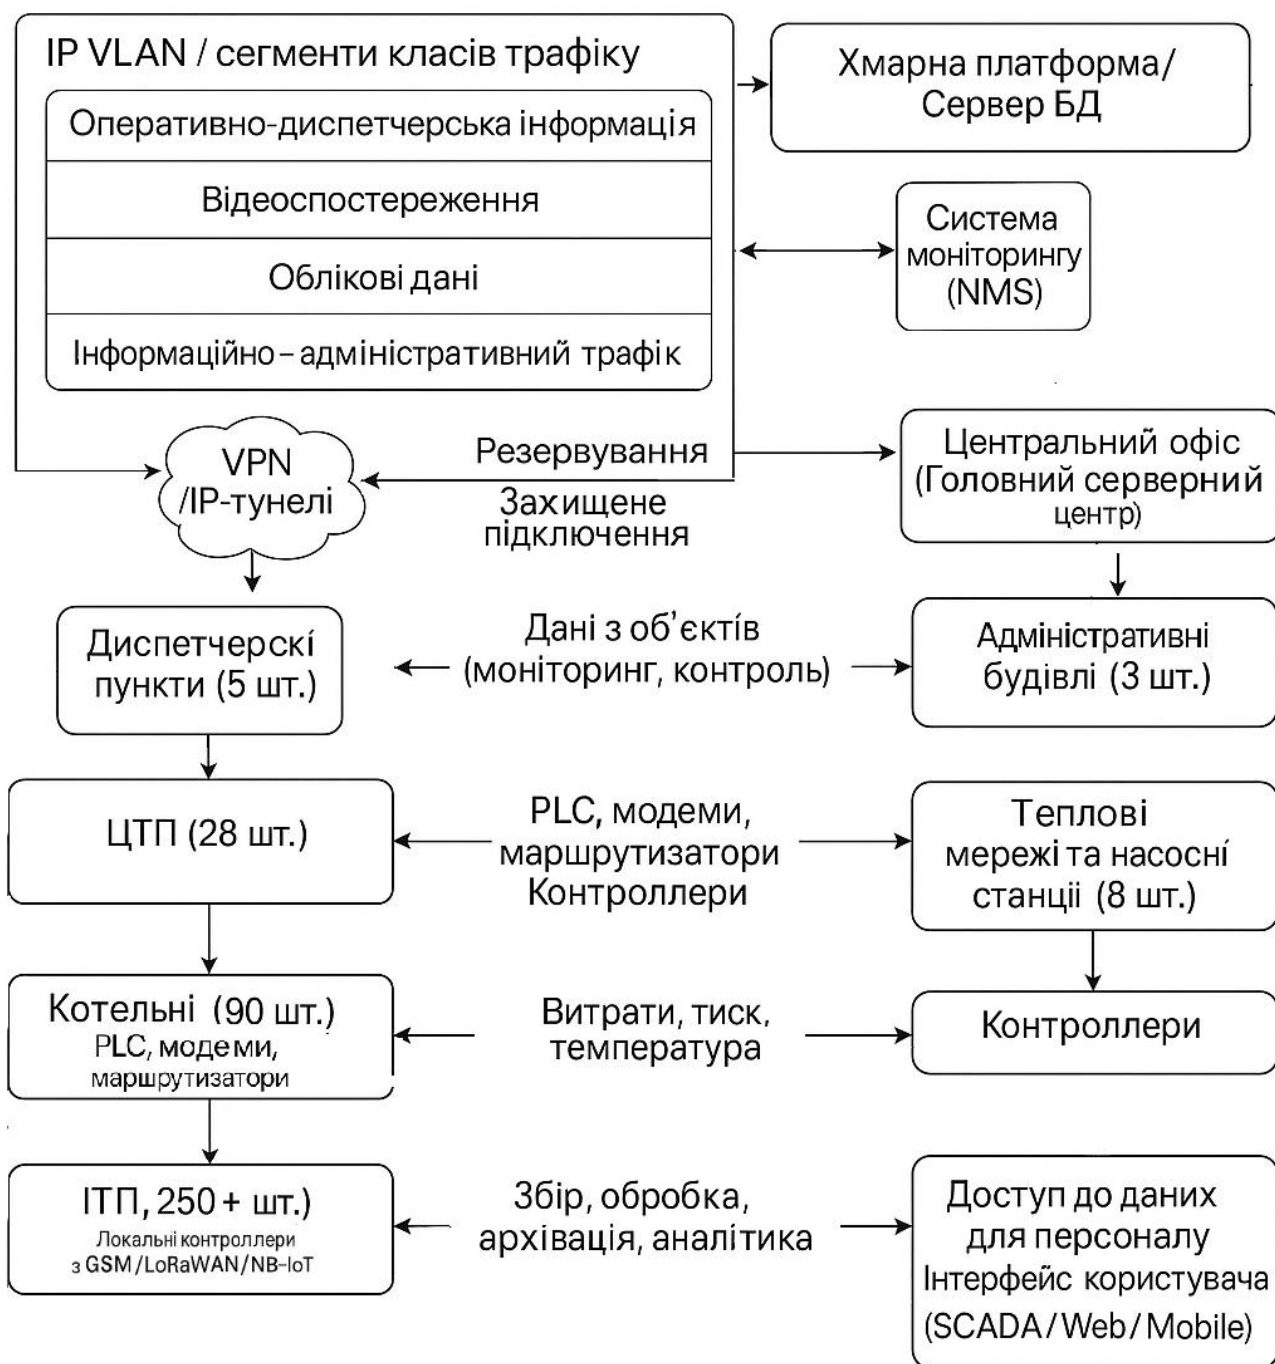 IP VLAN / сегменти класів трафіку
Оперативно-диспетчерська інформація
Відеоспостереження
Облікові дані
Інформаційно–адміністративний трафік
Хмарна платформа/
Сервер БД
Система
моніторингу
(NMS)
VPN
/IP-тунелі
Резервування
Захищене
підключення
Центральний офіс
(Головний серверний
центр)
Диспетчерскі
пункти (5 шт.)
Дані з об’єктів
(моніторинг, контроль)
Адміністративні
будівлі (3 шт.)
ЦТП (28 шт.)
PLC, модеми,
маршрутизатори
Контроллери
Теплові
мережі та насосні
станціі (8 шт.)
Котельні (90 шт.)
PLC, модеми,
маршрутизатори
Витрати, тиск,
температура
Контроллери
ІТП, 250 + шт.)
Локальні контроллери
з GSM/LoRaWAN/NB–IoT
Збір, обробка,
архівація, аналітика
Доступ до даних
для персоналу
Інтерфейс користувача
(SCADA/Web/Mobile)